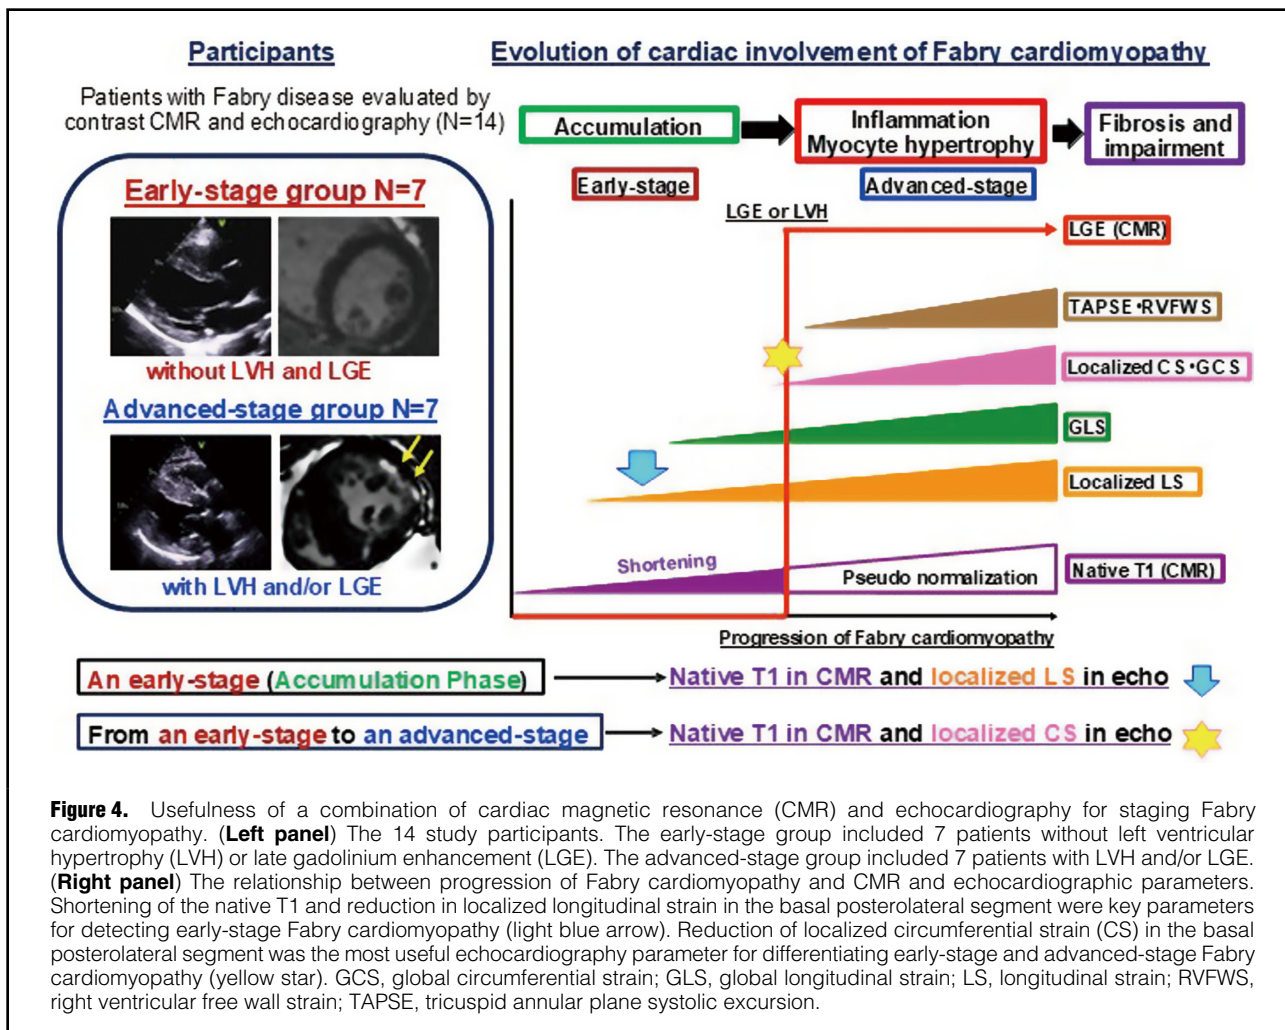 Participants
Patients with Fabry disease evaluated by
contrast CMR and echocardiography (N=14)
Early-stage group N=7
without LVH and LGE
Advanced-stage group N=7
with LVH and/or LGE
Evolution of cardiac involvement of Fabry cardiomyopathy
Accumulation
Inflammation
Myocyte hypertrophy
Fibrosis and
impairment
Early-stage
Advanced-stage
LGE or LVH
LGE (CMR)
TAPSE•RVFWS
Localized CS•GCS
GLS
Localized LS
Shortening
Pseudo normalization
Native T1 (CMR)
Progression of Fabry cardiomyopathy
An early-stage (Accumulation Phase)
Native T1 in CMR and localized LS in echo
From an early-stage to an advanced-stage
Native T1 in CMR and localized CS in echo
Figure 4. Usefulness of a combination of cardiac magnetic resonance (CMR) and echocardiography for staging Fabry
cardiomyopathy. (Left panel) The 14 study participants. The early-stage group included 7 patients without left ventricular
hypertrophy (LVH) or late gadolinium enhancement (LGE). The advanced-stage group included 7 patients with LVH and/or LGE.
(Right panel) The relationship between progression of Fabry cardiomyopathy and CMR and echocardiographic parameters.
Shortening of the native T1 and reduction in localized longitudinal strain in the basal posterolateral segment were key parameters
for detecting early-stage Fabry cardiomyopathy (light blue arrow). Reduction of localized circumferential strain (CS) in the basal
posterolateral segment was the most useful echocardiography parameter for differentiating early-stage and advanced-stage Fabry
cardiomyopathy (yellow star). GCS, global circumferential strain; GLS, global longitudinal strain; LS, longitudinal strain; RVFWS,
right ventricular free wall strain; TAPSE, tricuspid annular plane systolic excursion.